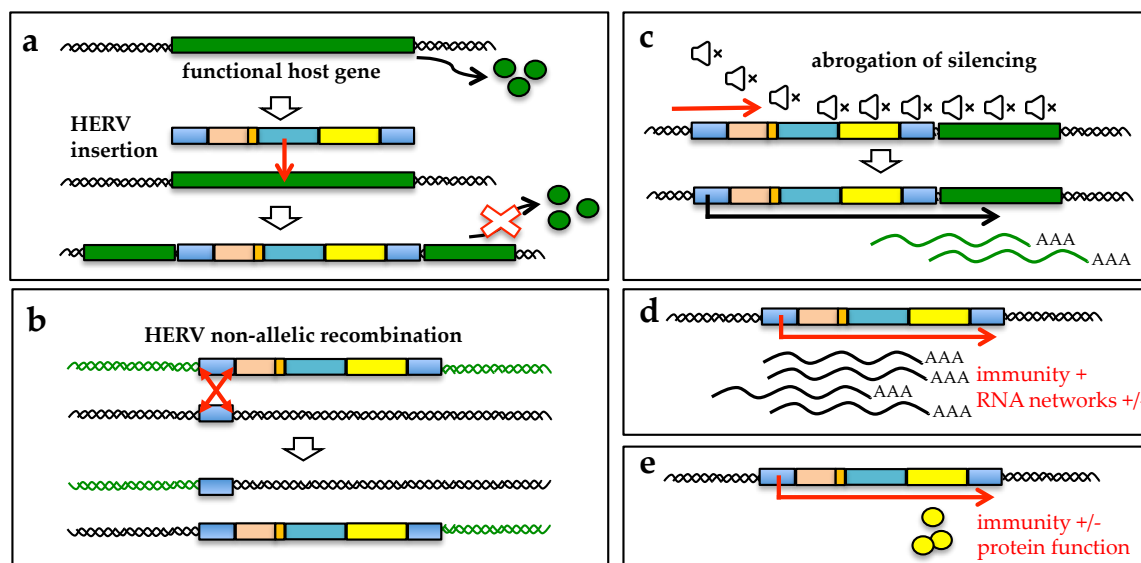 a
functional host gene
HERV
insertion
b
HERV non-allelic recombination
c
abrogation of silencing
AAA
AAA
d
AAA
AAA
AAA
AAA
immunity +
RNA networks +/-
e
immunity +/-
protein function